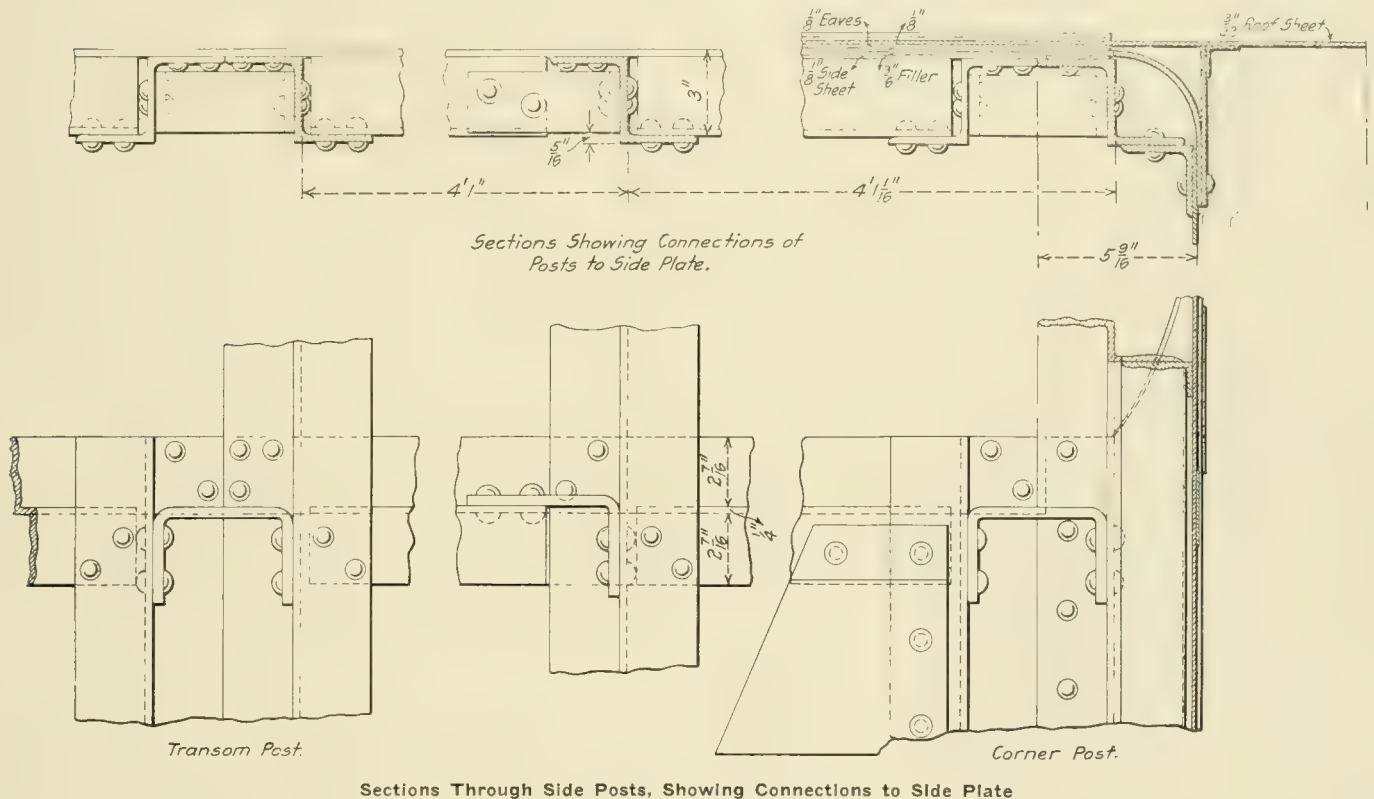 1/8" Eaves
1/8"
3/32" Roof Sheet
1/8" Side Sheet
3/16 Filler
3"
5/16"
4'1"
4'1 1/16"
5 9/16"
Sections Showing Connections of
Posts to Side Plate.
2 7/16"
2 7/16"
1/4"
Transom Post.
Corner Post.
Sections Through Side Posts, Showing Connections to Side Plate